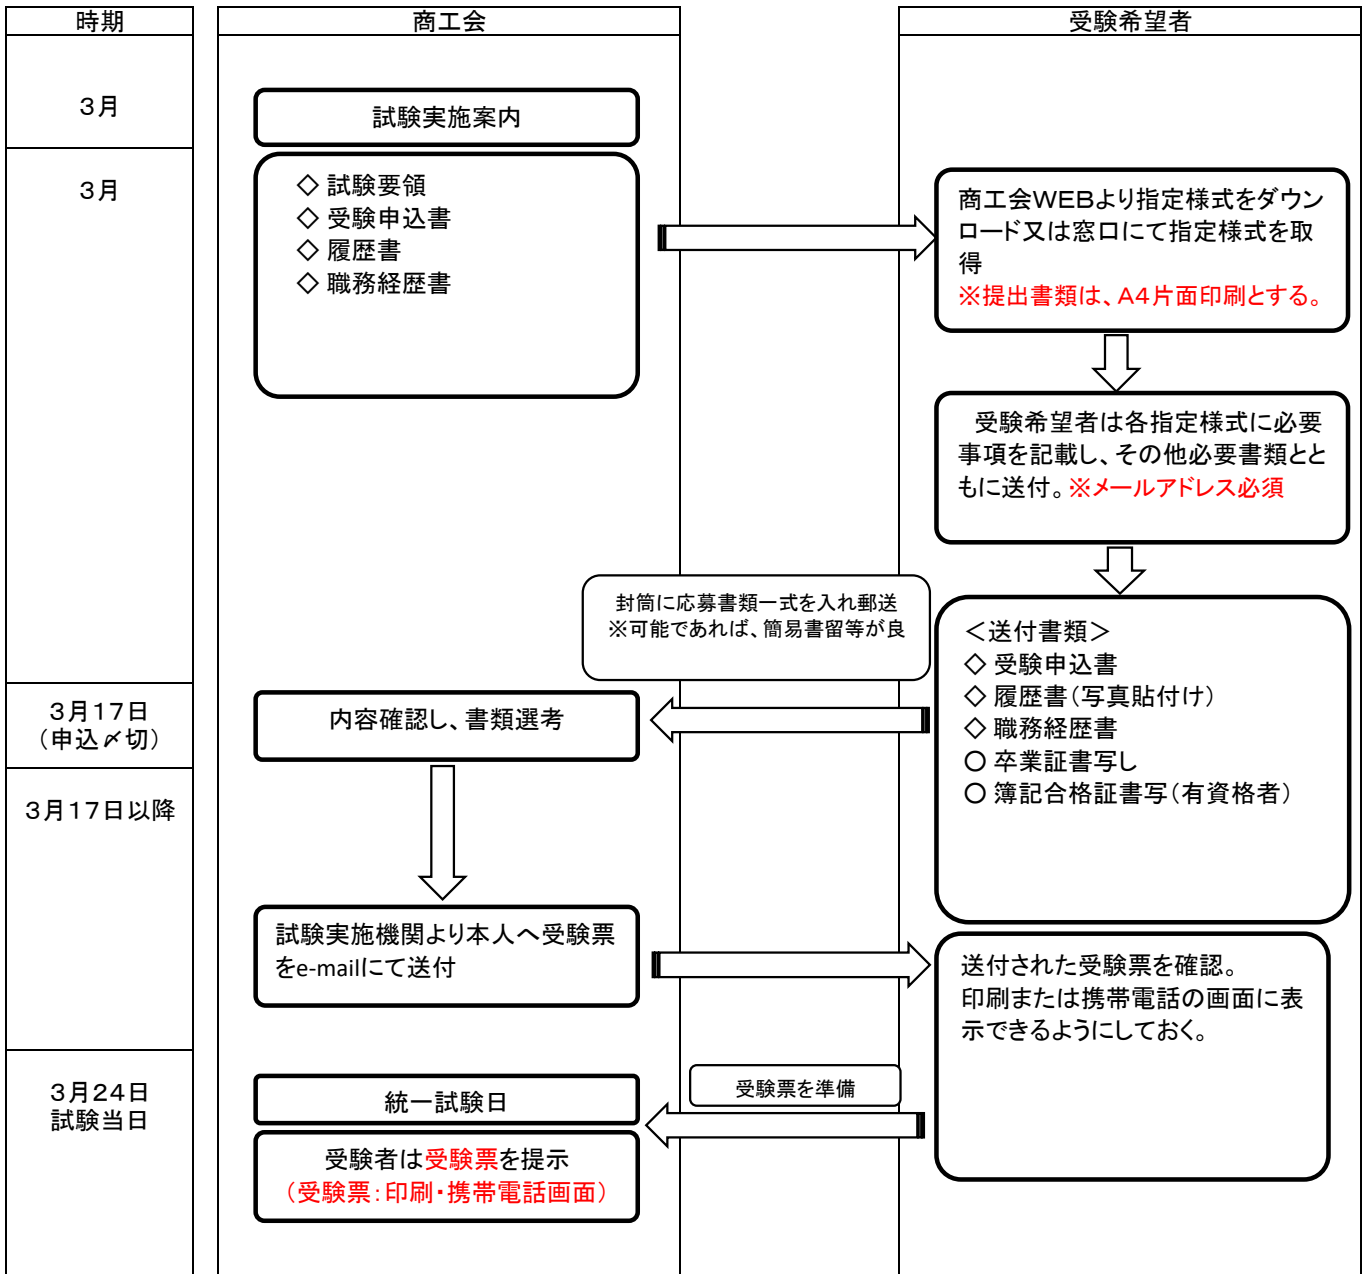 時期
商工会
受験希望者
3月
試験実施案内
3月
◇ 試験要領
◇ 受験申込書
◇ 履歴書
◇ 職務経歴書
商工会WEBより指定様式をダウン
ロード又は窓口にて指定様式を取
得
※提出書類は、A4片面印刷とする。
受験希望者は各指定様式に必要
事項を記載し、その他必要書類とと
もに送付。※メールアドレス必須
封筒に応募書類一式を入れ郵送
※可能であれば、簡易書留等が良
＜送付書類＞
◇ 受験申込書
◇ 履歴書（写真貼付け）
◇ 職務経歴書
○ 卒業証書写し
○ 簿記合格証書写（有資格者）
3月17日
（申込〆切）
内容確認し、書類選考
3月17日以降
試験実施機関より本人へ受験票
をe-mailにて送付
送付された受験票を確認。
印刷または携帯電話の画面に表
示できるようにしておく。
3月24日
試験当日
受験票を準備
統一試験日
受験者は受験票を提示
（受験票：印刷・携帯電話画面）